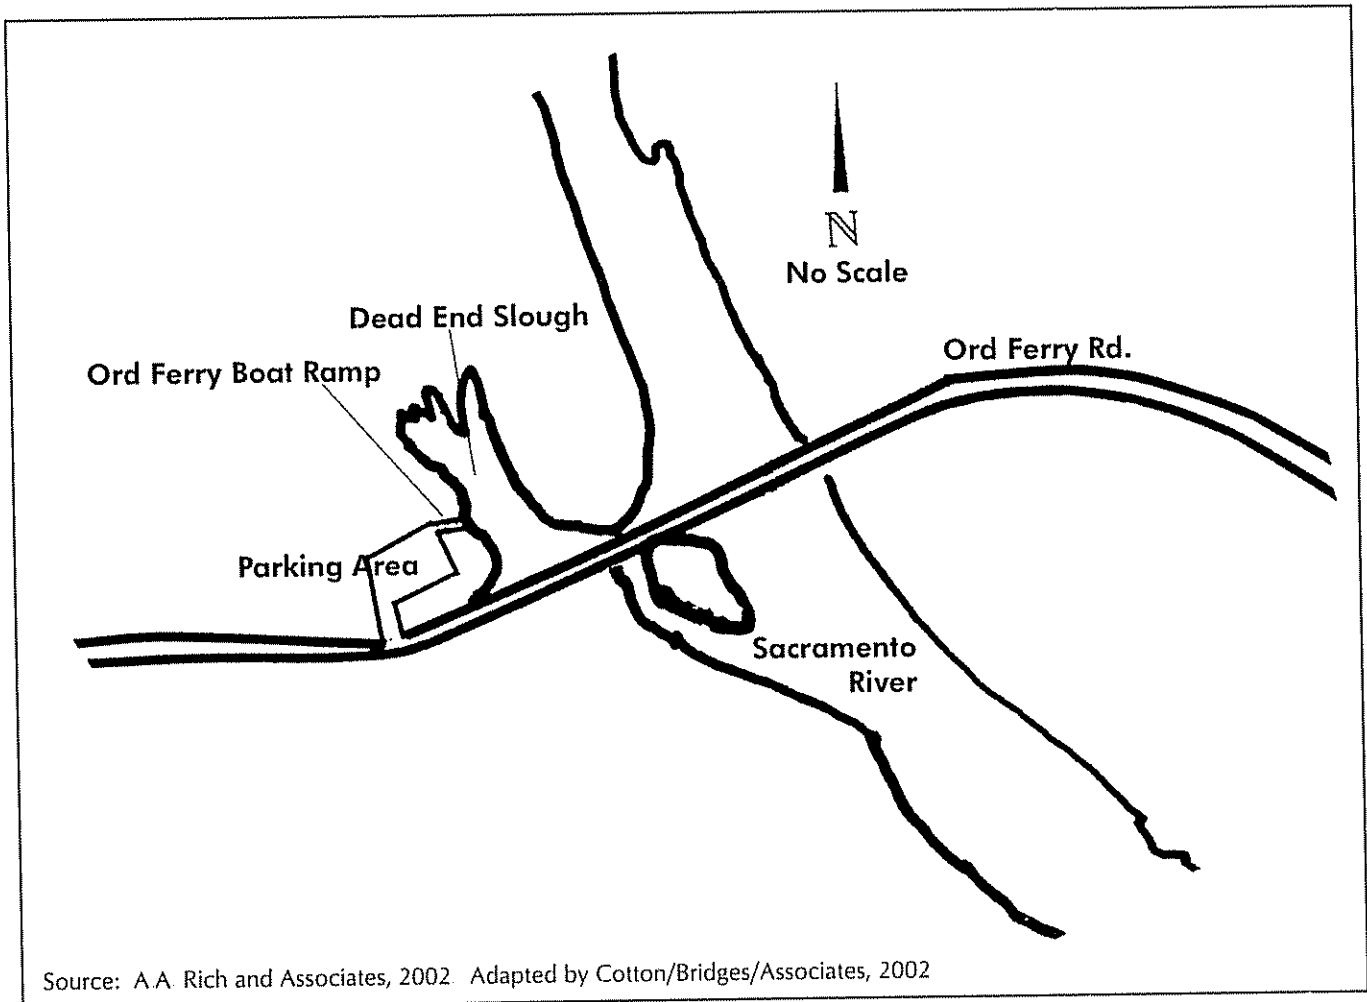 N
No Scale
Dead End Slough
Ord Ferry Rd.
Ord Ferry Boat Ramp
Parking Area
Sacramento
River
Source: A.A. Rich and Associates, 2002 Adapted by Cotton/Bridges/Associates, 2002